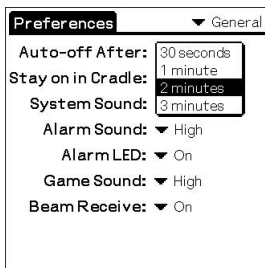 Preferences General
Auto-off After: 30 seconds
1 minute
Stay on in Cradle: 2 minutes
System Sound: 3 minutes
Alarm Sound: High
Alarm LED: On
Game Sound: High
Beam Receive: On